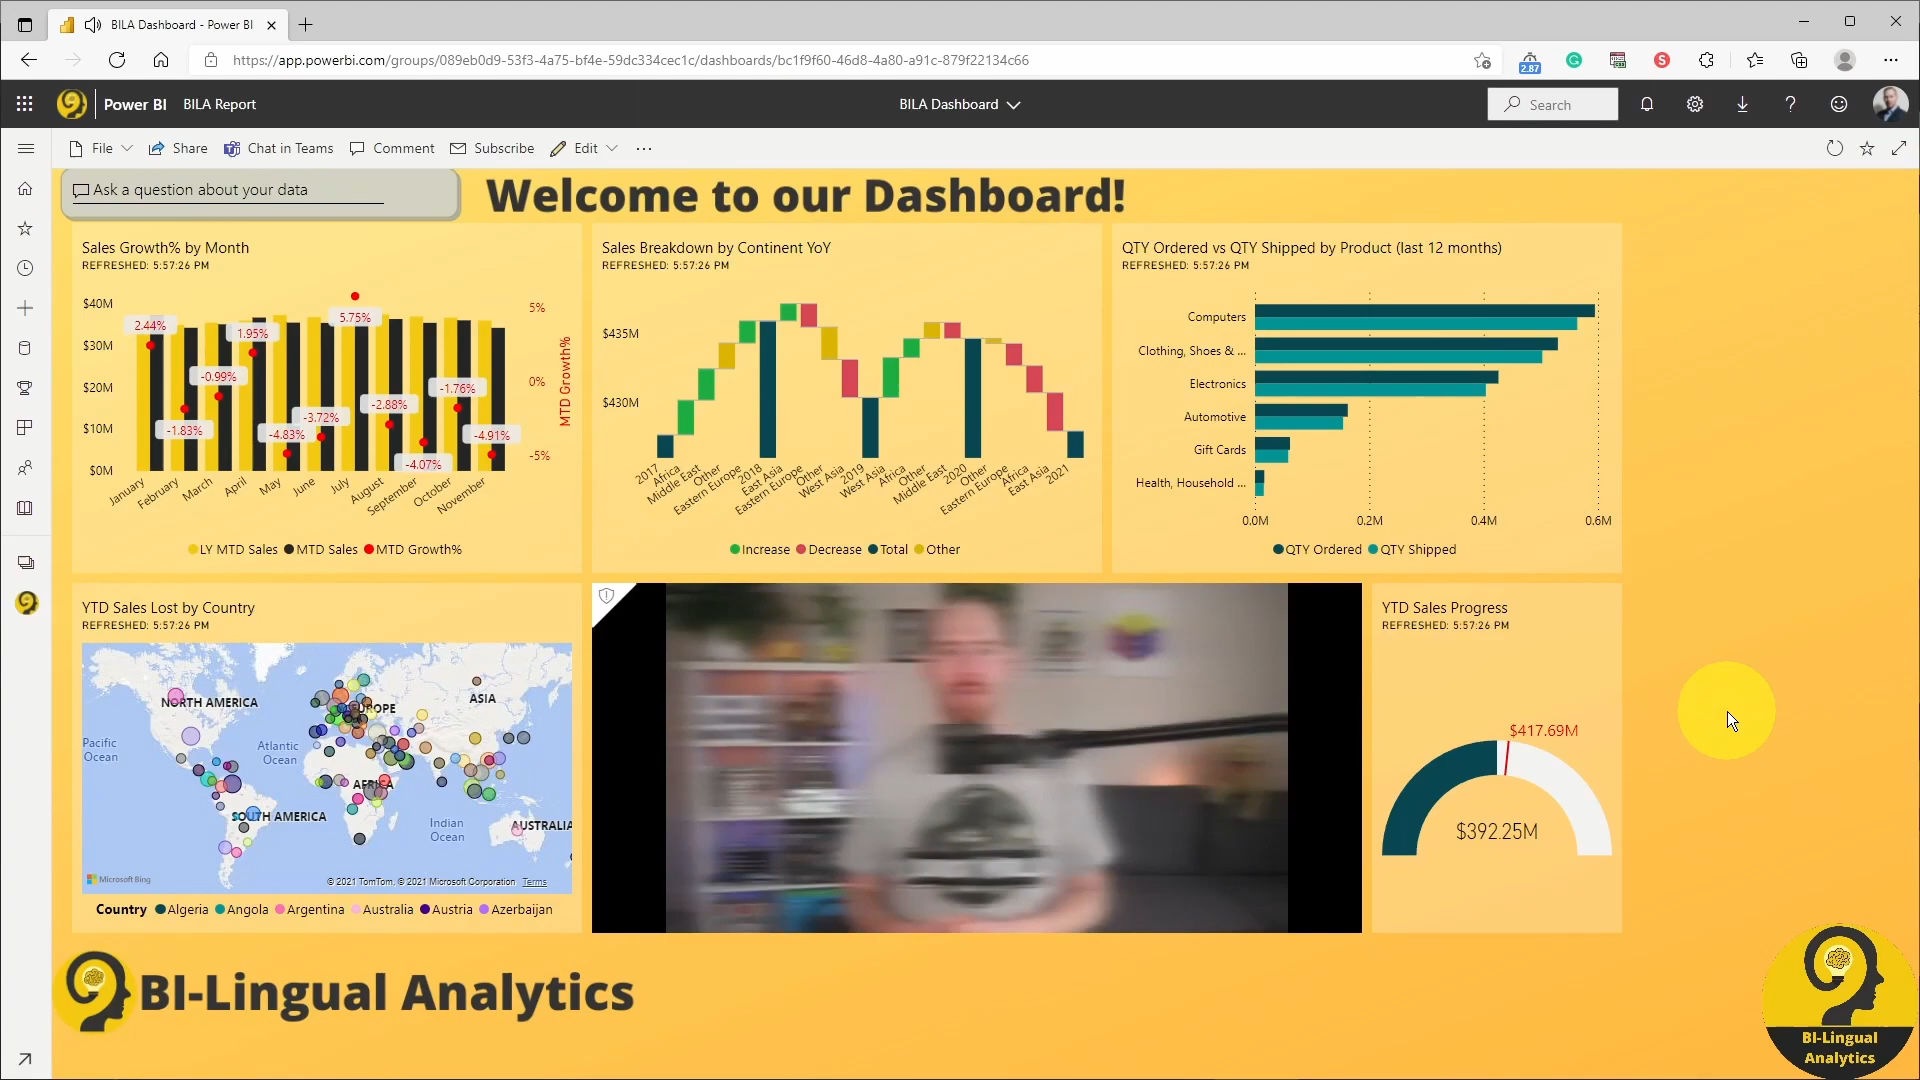 BILA Dashboard - Power BI
https://app.powerbi.com/groups/089eb0d9-53f3-4a75-bf4e-59dc334cec1c/dashboards/bc1f9f60-46d8-4a80-a91c-879f22134c66
2.87
Power BI BILA Report
BILA Dashboard
Search
File Share Chat in Teams Comment Subscribe Edit
Ask a question about your data
Welcome to our Dashboard!
Sales Growth% by Month
REFRESHED: 5:57:26 PM
$40M
$30M
$20M
$10M
$0M
2.44%
-1.83%
-0.99%
1.95%
-4.83%
-3.72%
5.75%
-2.88%
-4.07%
-1.76%
-4.91%
5%
0%
-5%
MTD Growth%
January
February
March
April
May
June
July
August
September
October
November
LY MTD Sales MTD Sales MTD Growth%
Sales Breakdown by Continent YoY
REFRESHED: 5:57:26 PM
$435M
$430M
2017
Africa
Middle East
Other
Eastern Europe
2018
East Asia
Eastern Europe
Other
West Asia
2019
West Asia
Africa
Other
Middle East
2020
Other
Eastern Europe
Africa
East Asia
2021
Increase Decrease Total Other
QTY Ordered vs QTY Shipped by Product (last 12 months)
REFRESHED: 5:57:26 PM
Computers
Clothing, Shoes & ...
Electronics
Automotive
Gift Cards
Health, Household ...
0.0M 0.2M 0.4M 0.6M
QTY Ordered QTY Shipped
YTD Sales Lost by Country
REFRESHED: 5:57:26 PM
NORTH AMERICA
EUROPE
ASIA
Pacific
Ocean
Atlantic
Ocean
AFRICA
SOUTH AMERICA
Indian
Ocean
AUSTRALIA
Microsoft Bing
© 2021 TomTom, © 2021 Microsoft Corporation Terms
Country Algeria Angola Argentina Australia Austria Azerbaijan
YTD Sales Progress
REFRESHED: 5:57:26 PM
$417.69M
$392.25M
BI-Lingual Analytics
BI-Lingual
Analytics